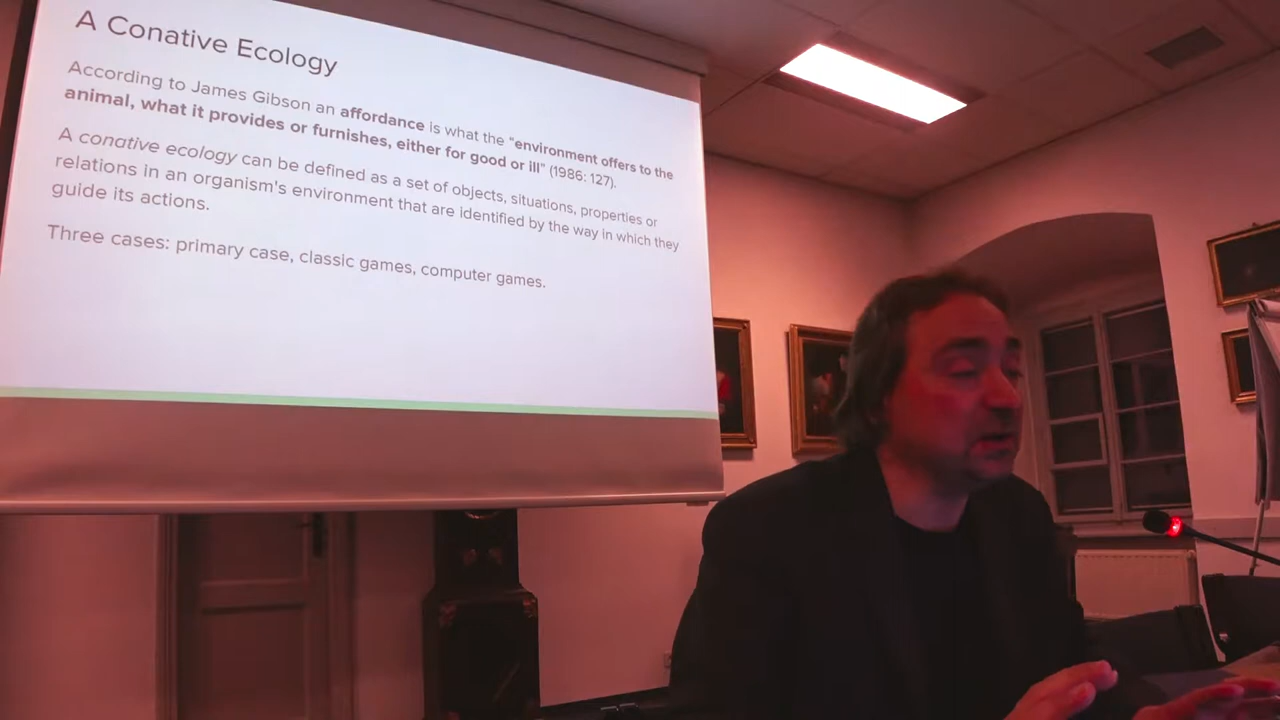 A Conative Ecology
According to James Gibson an affordance is what the "environment offers to the
animal, what it provides or furnishes, either for good or ill" (1986: 127).
A conative ecology can be defined as a set of objects, situations, properties or
relations in an organism's environment that are identified by the way in which they
guide its actions.
Three cases: primary case, classic games, computer games.